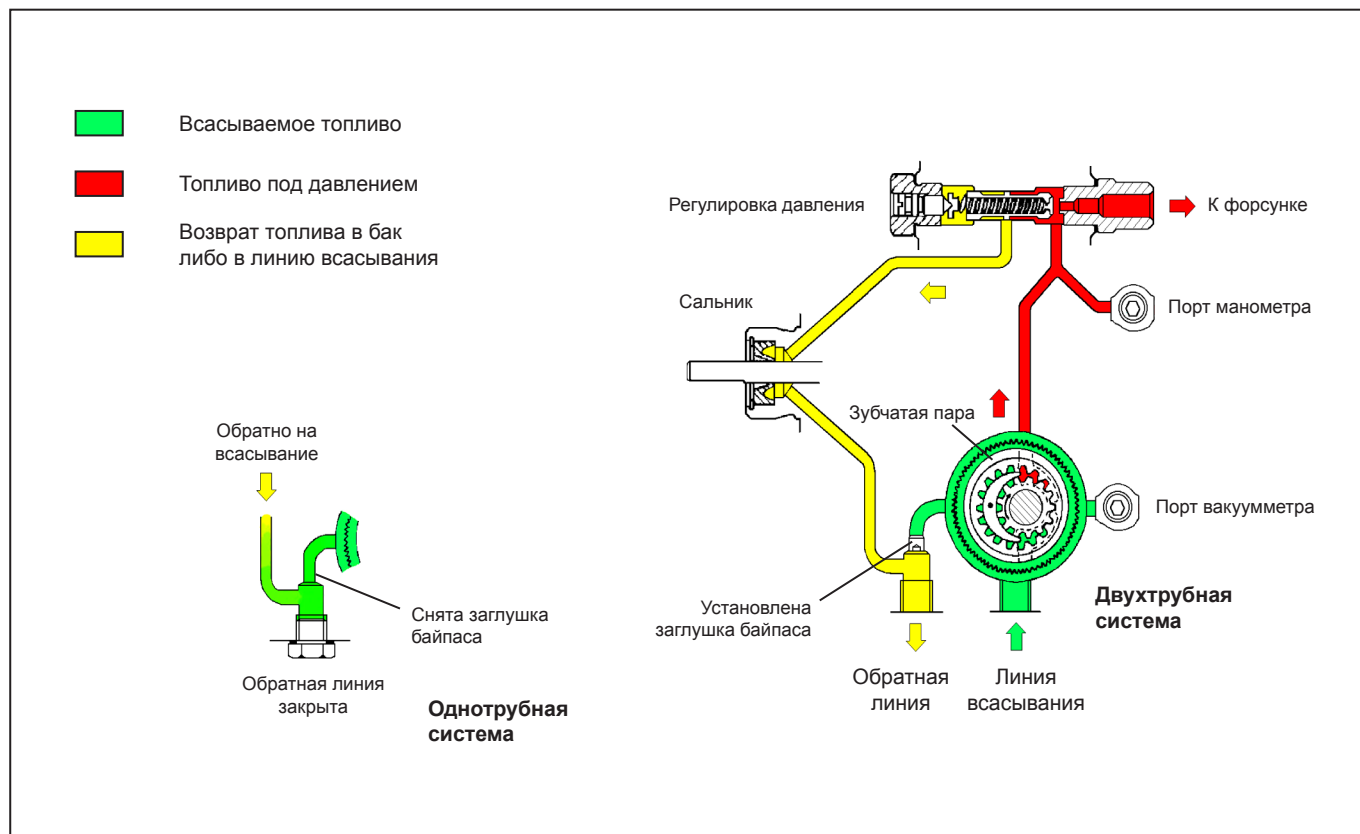 Всасываемое топливо
Топливо под давлением
Возврат топлива в бак
либо в линию всасывания
Регулировка давления
К форсунке
Сальник
Порт манометра
Зубчатая пара
Обратно на
всасывание
Порт вакуумметра
Снята заглушка
байпаса
Установлена
заглушка байпаса
Двухтрубная
система
Обратная линия
закрыта
Однотрубная
система
Обратная
линия
Линия
всасывания